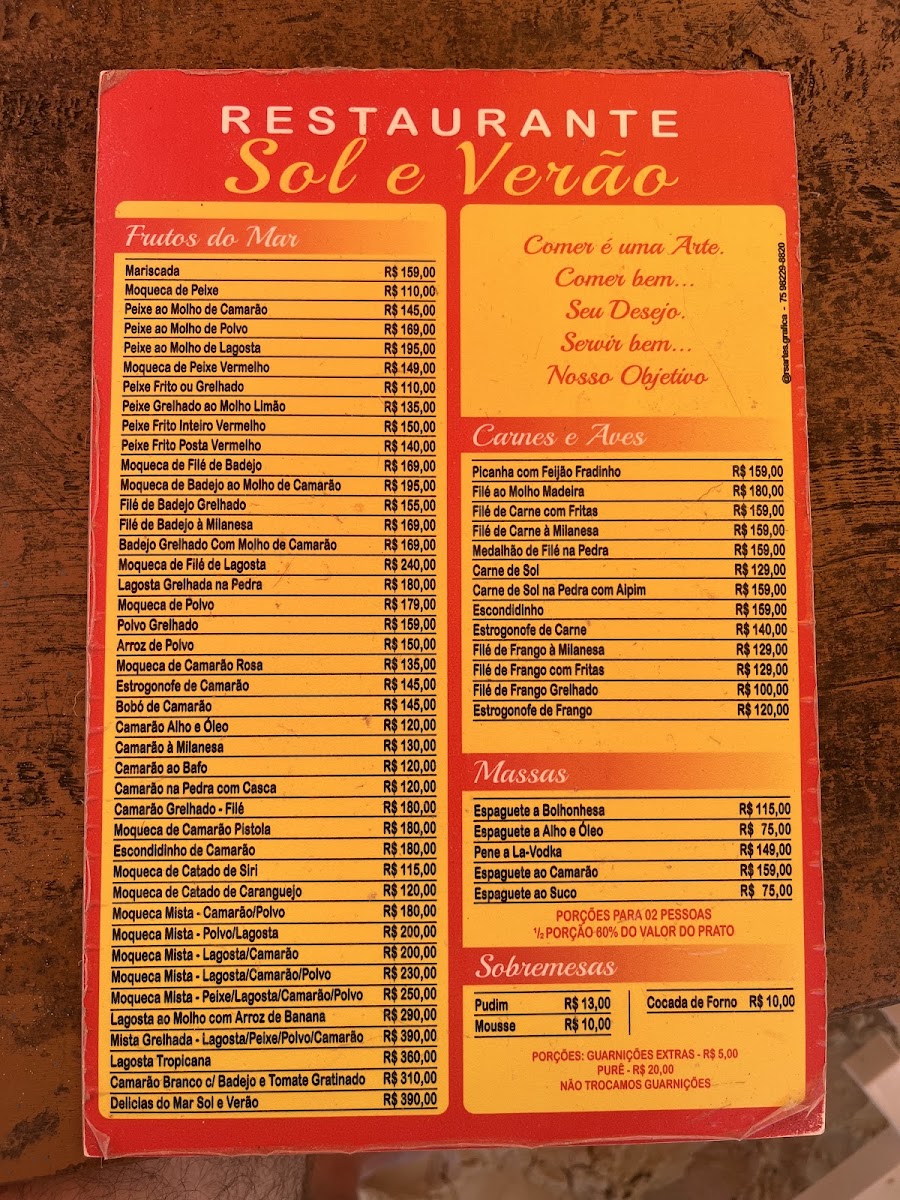 RESTAURANTE
Sol e Verão
Frutos do Mar
Mariscada R$ 159,00
Moqueca de Peixe R$ 110,00
Peixe ao Molho de Camarão R$ 145,00
Peixe ao Molho de Polvo R$ 169,00
Peixe ao Molho de Lagosta R$ 195,00
Moqueca de Peixe Vermelho R$ 149,00
Peixe Frito ou Grelhado R$ 110,00
Peixe Grelhado ao Molho Limão R$ 135,00
Peixe Frito Inteiro Vermelho R$ 150,00
Peixe Frito Posta Vermelho R$ 140,00
Moqueca de Filé de Badejo R$ 169,00
Moqueca de Badejo ao Molho de Camarão R$ 195,00
Filé de Badejo Grelhado R$ 155,00
Filé de Badejo à Milanesa R$ 169,00
Badejo Grelhado Com Molho de Camarão R$ 169,00
Moqueca de Filé de Lagosta R$ 240,00
Lagosta Grelhada na Pedra R$ 180,00
Moqueca de Polvo R$ 179,00
Polvo Grelhado R$ 159,00
Arroz de Polvo R$ 150,00
Moqueca de Camarão Rosa R$ 135,00
Estrogonofe de Camarão R$ 145,00
Bobó de Camarão R$ 145,00
Camarão Alho e Óleo R$ 120,00
Camarão à Milanesa R$ 130,00
Camarão ao Bafo R$ 120,00
Camarão na Pedra com Casca R$ 120,00
Camarão Grelhado - Filé R$ 180,00
Moqueca de Camarão Pistola R$ 180,00
Escondidinho de Camarão R$ 180,00
Moqueca de Catado de Siri R$ 115,00
Moqueca de Catado de Caranguejo R$ 120,00
Moqueca Mista - Camarão/Polvo R$ 180,00
Moqueca Mista - Polvo/Lagosta R$ 200,00
Moqueca Mista - Lagosta/Camarão R$ 200,00
Moqueca Mista - Lagosta/Camarão/Polvo R$ 230,00
Moqueca Mista - Peixe/Lagosta/Camarão/Polvo R$ 250,00
Lagosta ao Molho com Arroz de Banana R$ 290,00
Mista Grelhada - Lagosta/Peixe/Polvo/Camarão R$ 390,00
Lagosta Tropicana R$ 360,00
Camarão Branco c/ Badejo e Tomate Gratinado R$ 310,00
Delicias do Mar Sol e Verão R$ 390,00
Comer é uma Arte.
Comer bem...
Seu Desejo.
Servir bem...
Nosso Objetivo
@rsartes.grafica - 75 98229-8820
Carnes e Aves
Picanha com Feijão Fradinho R$ 159,00
Filé ao Molho Madeira R$ 180,00
Filé de Carne com Fritas R$ 159,00
Filé de Carne à Milanesa R$ 159,00
Medalhão de Filé na Pedra R$ 159,00
Carne de Sol R$ 129,00
Carne de Sol na Pedra com Aipim R$ 159,00
Escondidinho R$ 159,00
Estrogonofe de Carne R$ 140,00
Filé de Frango à Milanesa R$ 129,00
Filé de Frango com Fritas R$ 129,00
Filé de Frango Grelhado R$ 100,00
Estrogonofe de Frango R$ 120,00
Massas
Espaguete a Bolhonhesa R$ 115,00
Espaguete a Alho e Óleo R$ 75,00
Pene a La-Vodka R$ 149,00
Espaguete ao Camarão R$ 159,00
Espaguete ao Suco R$ 75,00
PORÇÕES PARA 02 PESSOAS
1/2 PORÇÃO 60% DO VALOR DO PRATO
Sobremesas
Pudim R$ 13,00
Mousse R$ 10,00
Cocada de Forno R$ 10,00
PORÇÕES: GUARNIÇÕES EXTRAS - R$ 5,00
PURÊ - R$ 20,00
NÃO TROCAMOS GUARNIÇÕES